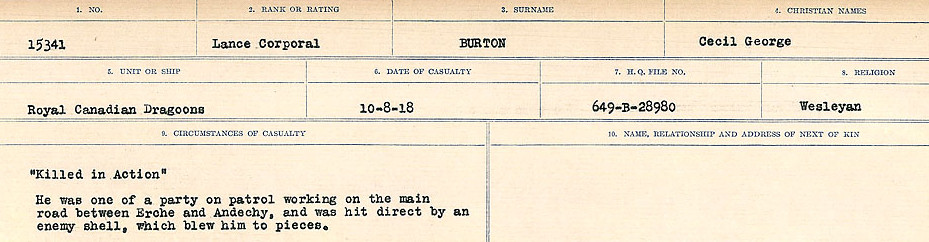 1. NO. 2. RANK OR RATING 3. SURNAME 4. CHRISTIAN NAMES
15341 Lance Corporal BURTON Cecil George
5. UNIT OR SHIP 6. DATE OF CASUALTY 7. H. Q. FILE NO. 8. RELIGION
Royal Canadian Dragoons 10-8-18 649-B-28980 Wesleyan
9. CIRCUMSTANCES OF CASUALTY 10. NAME, RELATIONSHIP AND ADDRESS OF NEXT OF KIN
"Killed in Action"
He was one of a party on patrol working on the main
road between Erche and Andechy, and was hit direct by an
enemy shell, which blew him to pieces.